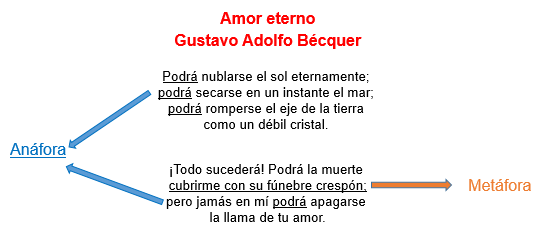 Amor eterno
Gustavo Adolfo Bécquer
Podrá nublarse el sol eternamente;
podrá secarse en un instante el mar;
podrá romperse el eje de la tierra
como un débil cristal.
Anáfora
¡Todo sucederá! Podrá la muerte
cubrirme con su fúnebre crespón;
Metáfora
pero jamás en mí podrá apagarse
la llama de tu amor.